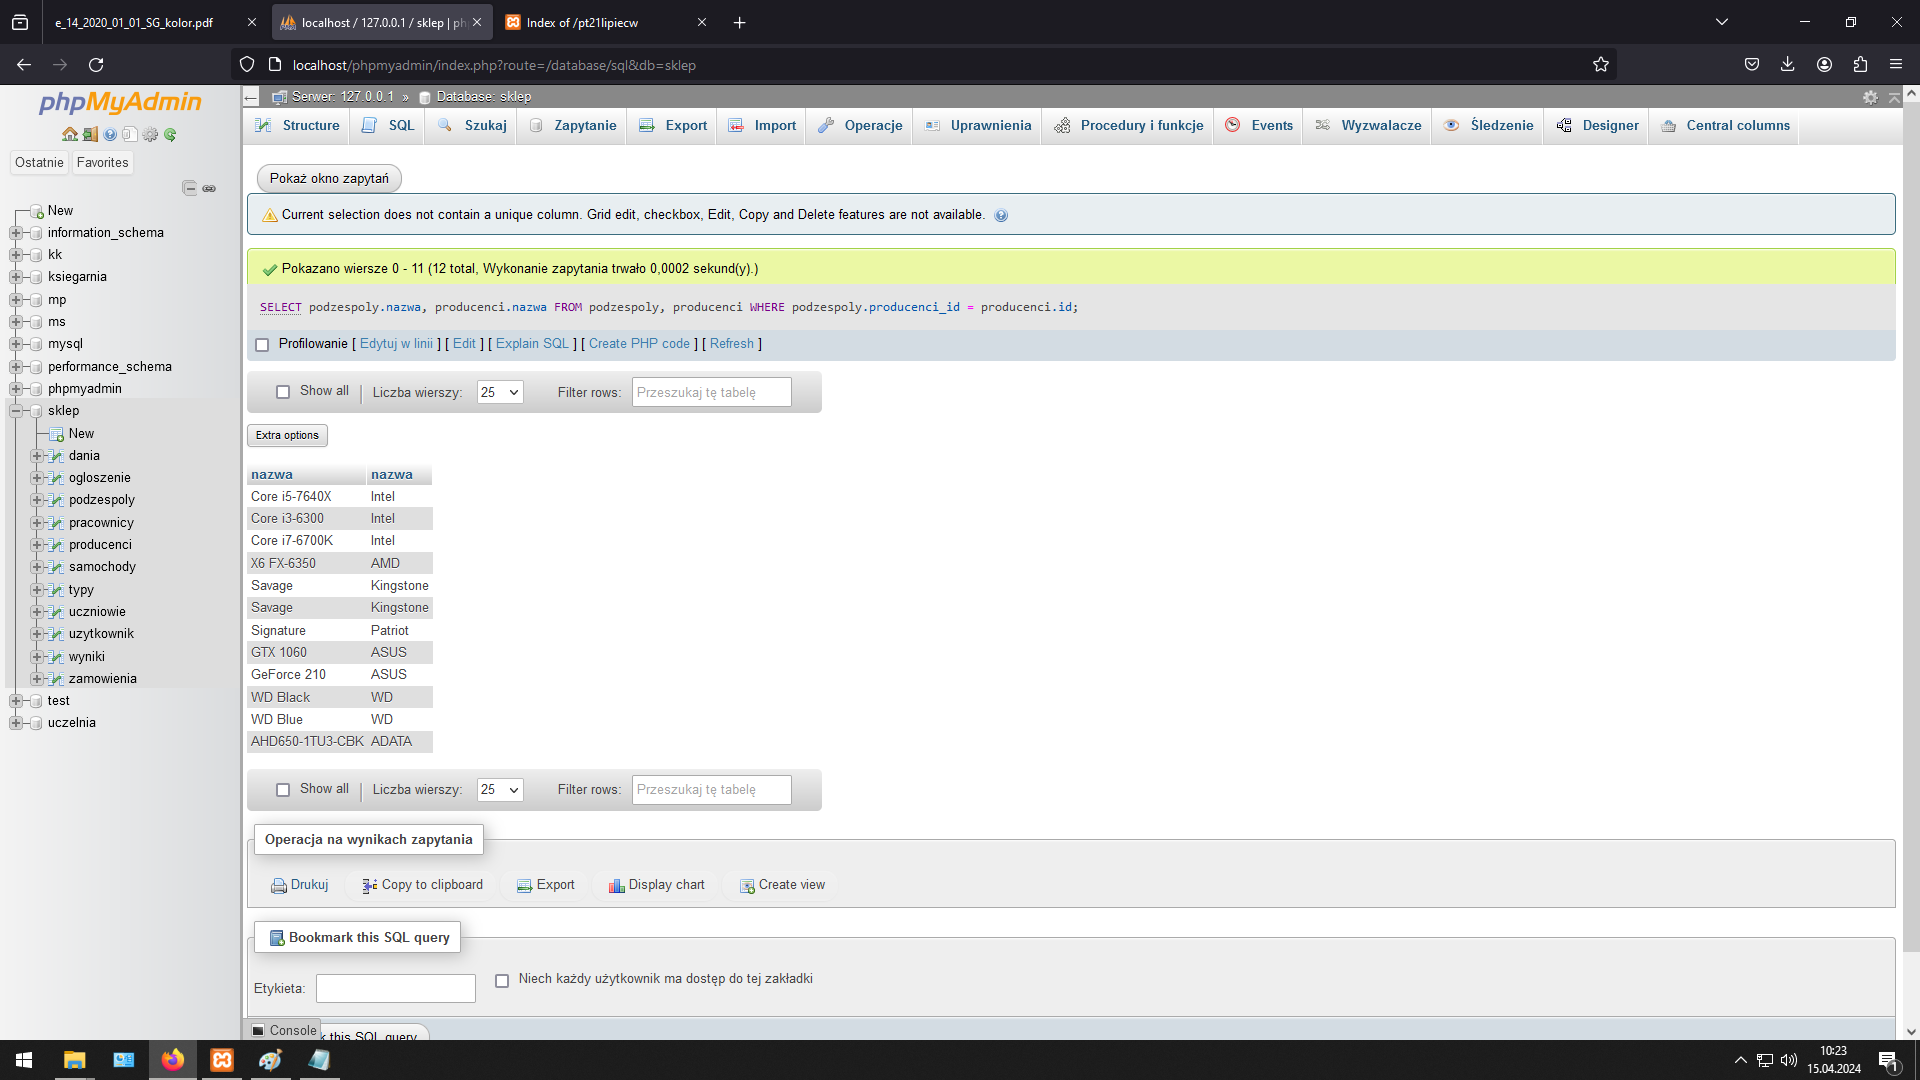 e_14_2020_01_01_SG_kolor.pdf
localhost / 127.0.0.1 / sklep | ph
Index of /pt21lipiecw
localhost/phpmyadmin/index.php?route=/database/sql&db=sklep
phpMyAdmin
Ostatnie
Favorites
New
information_schema
kk
ksiegarnia
mp
ms
mysql
performance_schema
phpmyadmin
sklep
New
dania
ogloszenie
podzespoly
pracownicy
producenci
samochody
typy
uczniowie
uzytkownik
wyniki
zamowienia
test
uczelnia
Serwer: 127.0.0.1 » Database: sklep
Structure SQL Szukaj Zapytanie Export Import Operacje Uprawnienia Procedury i funkcje Events Wyzwalacze Śledzenie Designer Central columns
Pokaż okno zapytań
Current selection does not contain a unique column. Grid edit, checkbox, Edit, Copy and Delete features are not available.
Pokazano wiersze 0 - 11 (12 total, Wykonanie zapytania trwało 0,0002 sekund(y).)
SELECT podzespoly.nazwa, producenci.nazwa FROM podzespoly, producenci WHERE podzespoly.producenci_id = producenci.id;
Profilowanie [ Edytuj w linii ] [ Edit ] [ Explain SQL ] [ Create PHP code ] [ Refresh ]
Show all | Liczba wierszy: 25 Filter rows: Przeszukaj tę tabelę
Extra options
nazwa nazwa
Core i5-7640X Intel
Core i3-6300 Intel
Core i7-6700K Intel
X6 FX-6350 AMD
Savage Kingstone
Savage Kingstone
Signature Patriot
GTX 1060 ASUS
GeForce 210 ASUS
WD Black WD
WD Blue WD
AHD650-1TU3-CBK ADATA
Show all | Liczba wierszy: 25 Filter rows: Przeszukaj tę tabelę
Operacja na wynikach zapytania
Drukuj Copy to clipboard Export Display chart Create view
Bookmark this SQL query
Etykieta: Niech każdy użytkownik ma dostęp do tej zakładki
Console
k this SQL query
10:23
15.04.2024
1